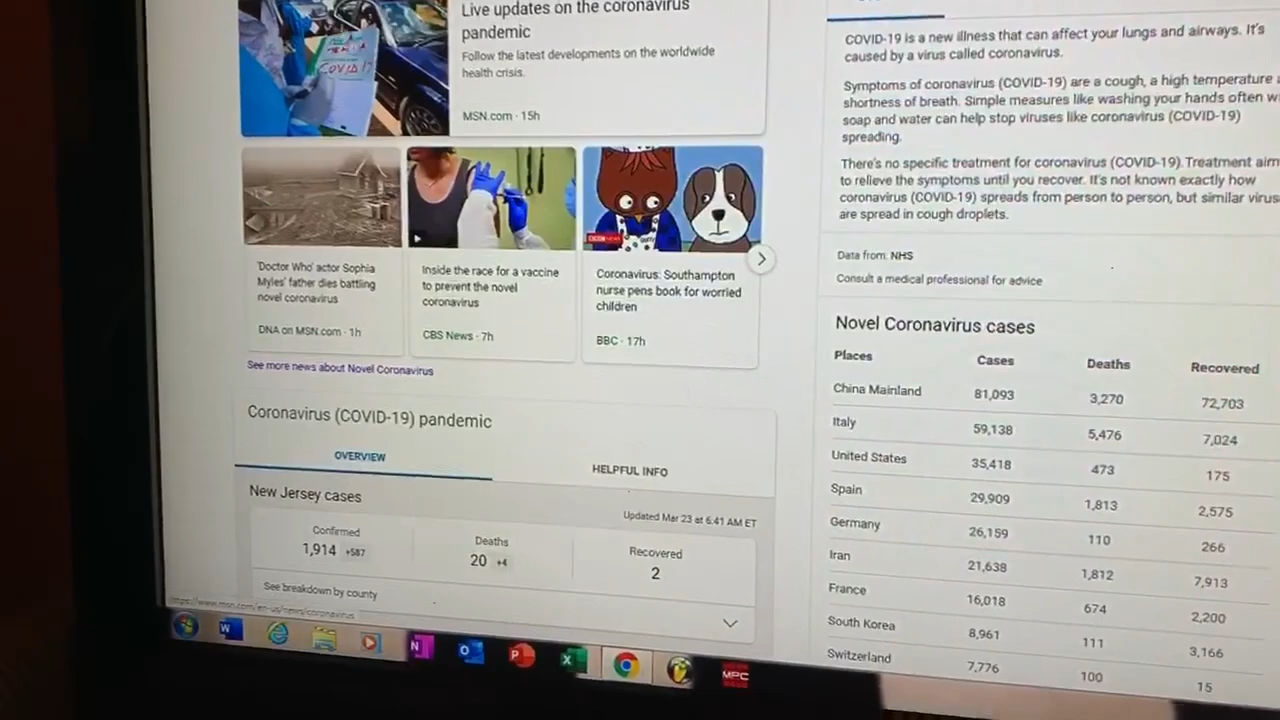 Live updates on the coronavirus
pandemic
Follow the latest developments on the worldwide
health crisis.
MSN.com · 15h
COVID 19
BBC NEWS
'Doctor Who' actor Sophia
Myles' father dies battling
novel coronavirus
DNA on MSN.com · 1h
Inside the race for a vaccine
to prevent the novel
coronavirus
CBS News · 7h
Coronavirus: Southampton
nurse pens book for worried
children
BBC · 17h
See more news about Novel Coronavirus
Coronavirus (COVID-19) pandemic
OVERVIEW
HELPFUL INFO
New Jersey cases
Updated Mar 23 at 6:41 AM ET
Confirmed
1,914 +587
Deaths
20 +4
Recovered
2
See breakdown by county
https://www.msn.com/en-us/news/coronavirus
COVID-19 is a new illness that can affect your lungs and airways. It's
caused by a virus called coronavirus.
Symptoms of coronavirus (COVID-19) are a cough, a high temperature
shortness of breath. Simple measures like washing your hands often
soap and water can help stop viruses like coronavirus (COVID-19)
spreading.
There's no specific treatment for coronavirus (COVID-19). Treatment
to relieve the symptoms until you recover. It's not known exactly how
coronavirus (COVID-19) spreads from person to person, but similar
are spread in cough droplets.
Data from: NHS
Consult a medical professional for advice
Novel Coronavirus cases
Places Cases Deaths Recovered
China Mainland 81,093 3,270 72,703
Italy 59,138 5,476 7,024
United States 35,418 473 175
Spain 29,909 1,813 2,575
Germany 26,159 110 266
Iran 21,638 1,812 7,913
France 16,018 674 2,200
South Korea 8,961 111 3,166
Switzerland 7,776 100 15
W N O P X MPC